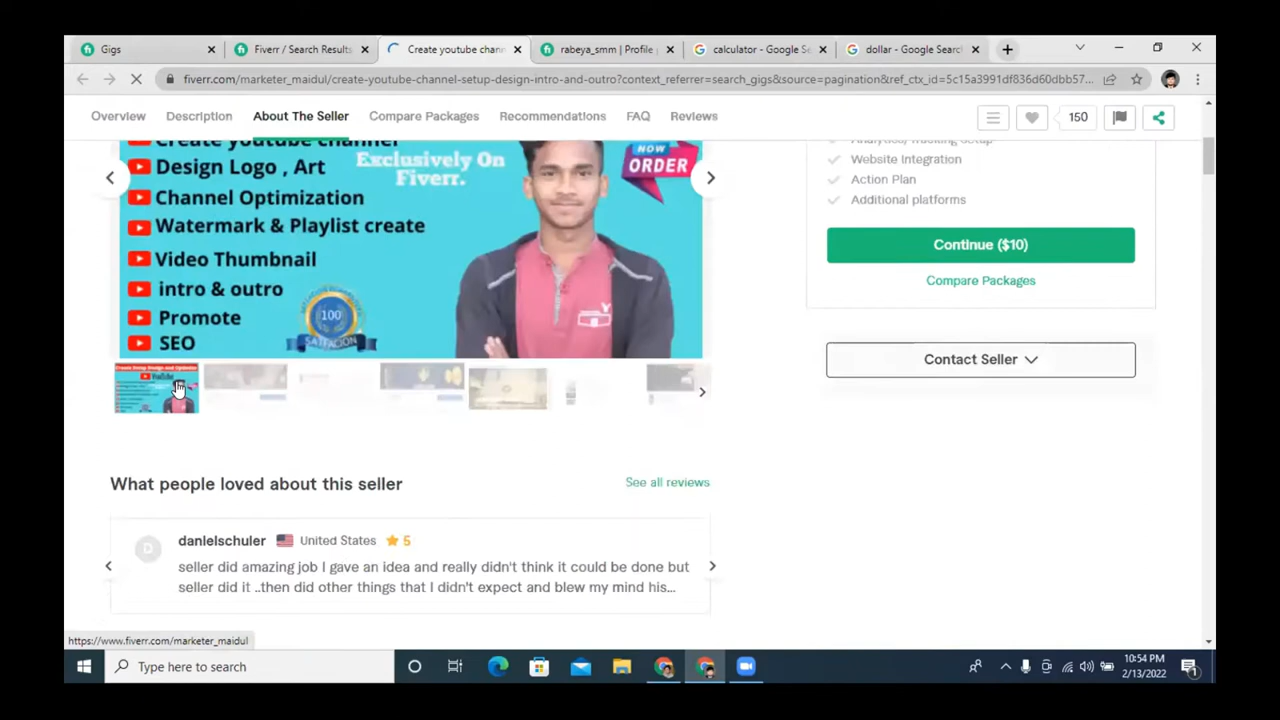 Gigs
Fiverr / Search Results
Create youtube chann
rabeya_smm | Profile
calculator - Google Se
dollar - Google Search
fiverr.com/marketer_maidul/create-youtube-channel-setup-design-intro-and-outro?context_referrer=search_gigs&source=pagination&ref_ctx_id=5c15a3991df836d60dbb57...
Overview
Description
About The Seller
Compare Packages
Recommendations
FAQ
Reviews
150
Create youtube channel
Design Logo , Art
Channel Optimization
Watermark & Playlist create
Video Thumbnail
intro & outro
Promote
SEO
Exclusively On
Fiverr.
NOW
ORDER
100
Analytics/Tracking Setup
Website Integration
Action Plan
Additional platforms
Continue ($10)
Compare Packages
Contact Seller
What people loved about this seller
See all reviews
D
danielschuler
United States
5
seller did amazing job I gave an idea and really didn't think it could be done but
seller did it ..then did other things that I didn't expect and blew my mind his...
https://www.fiverr.com/marketer_maidul
Type here to search
10:54 PM
2/13/2022
1